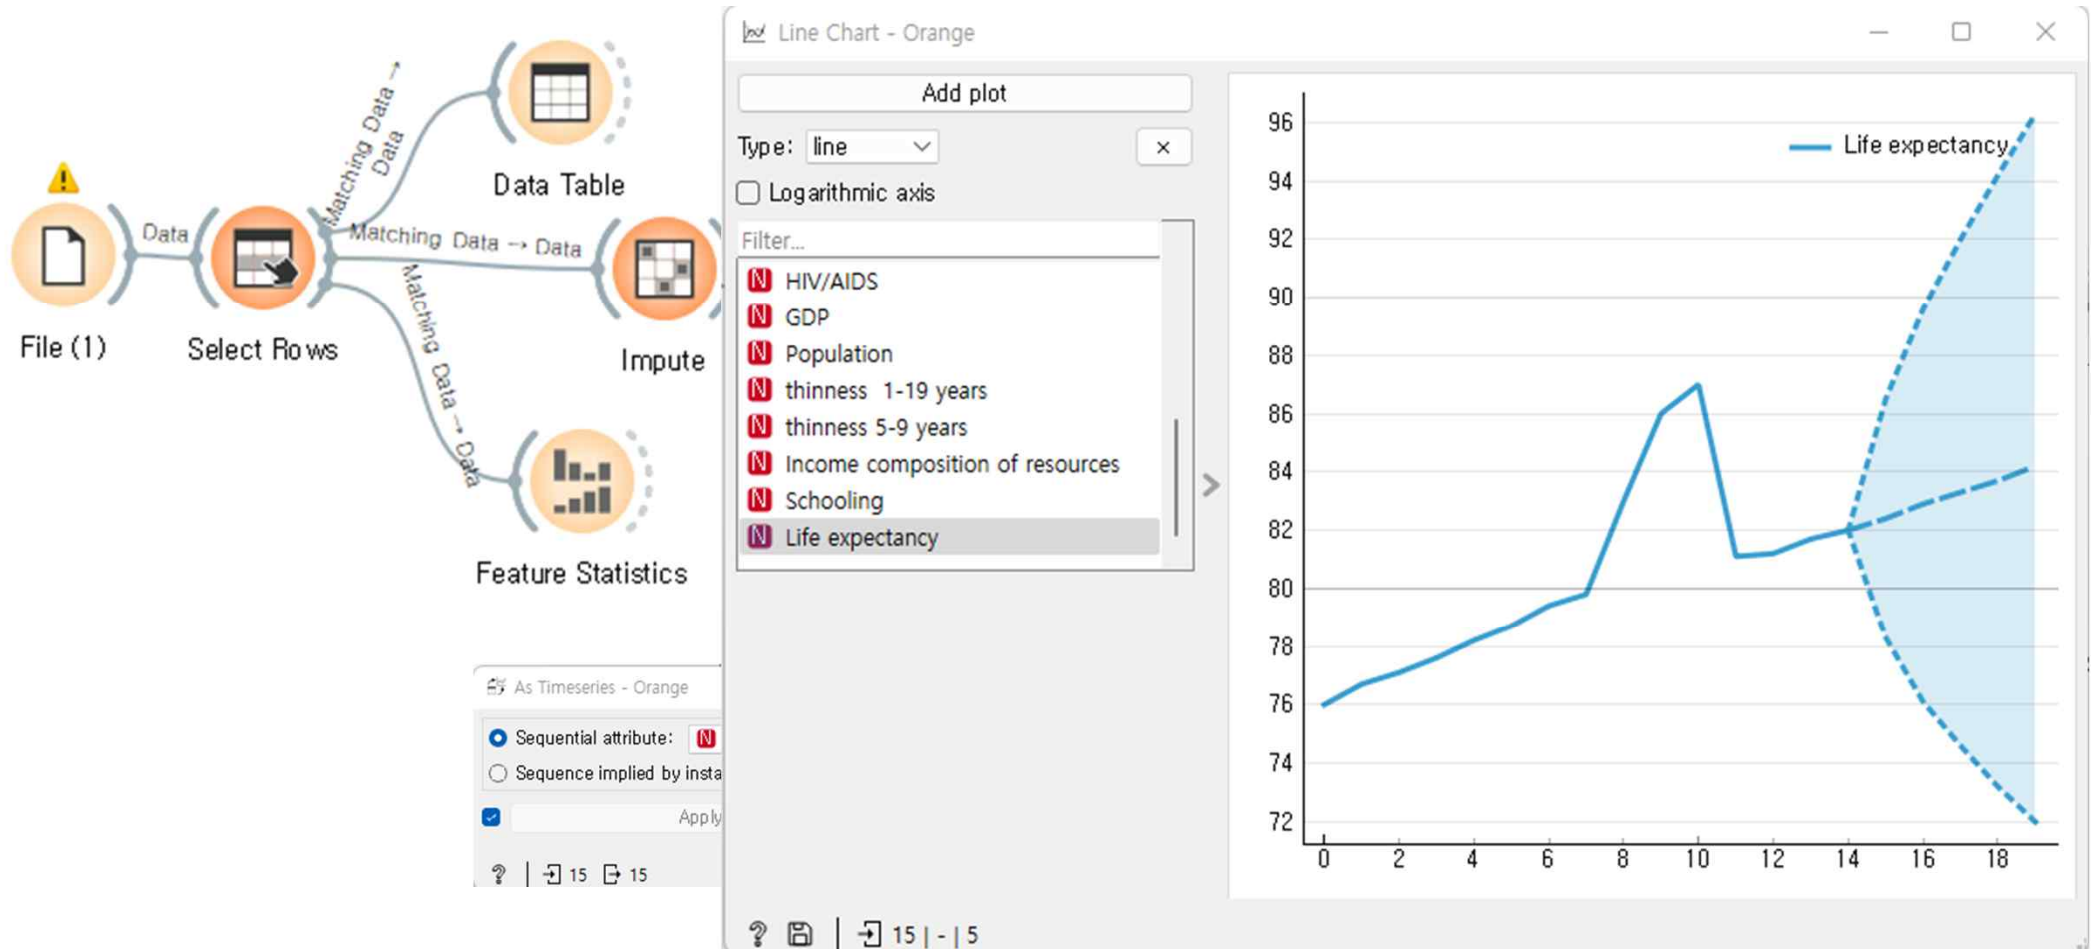 Matching Data →
Data
Data Table
Data
Matching Data → Data
Matching Data → Data
File (1)
Select Rows
Impute
Feature Statistics
As Timeseries - Orange
Sequential attribute: N
Sequence implied by insta
Apply
? 15 15
Line Chart - Orange
Add plot
Type: line
Logarithmic axis
Filter...
N HIV/AIDS
N GDP
N Population
N thinness  1-19 years
N thinness 5-9 years
N Income composition of resources
N Schooling
N Life expectancy
? 15 | - | 5
Life expectancy
96
94
92
90
88
86
84
82
80
78
76
74
72
0 2 4 6 8 10 12 14 16 18